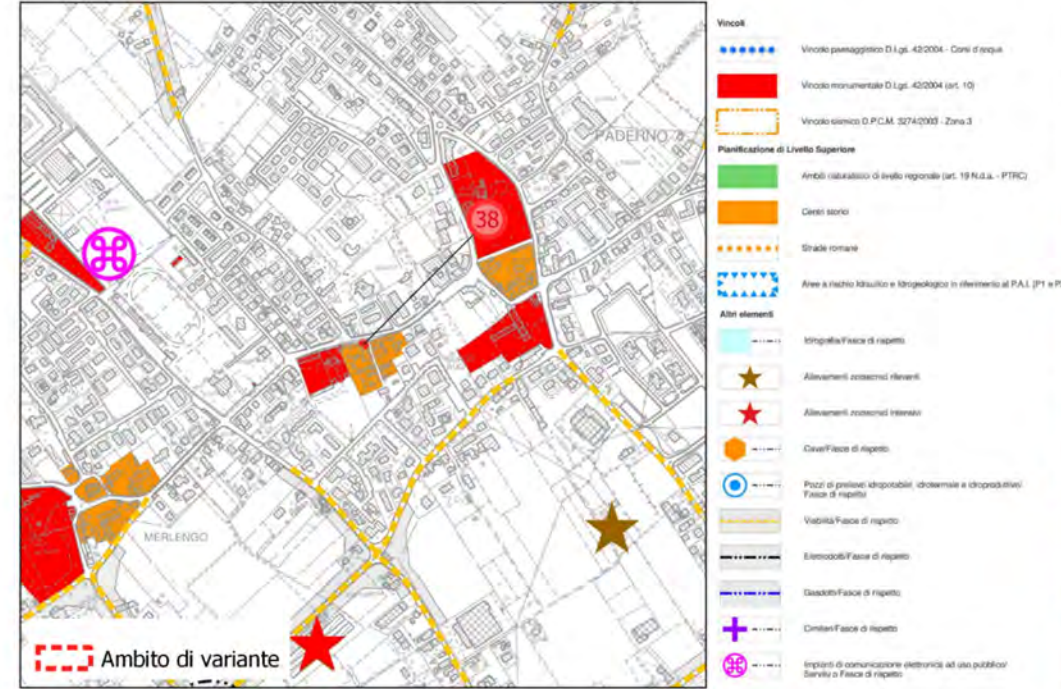 PADERNO
38
MERLENGO
Ambito di variante
Vincoli
Vincolo paesaggistico D.Lgs. 42/2004 - Corsi d'acqua
Vincolo monumentale D.Lgs. 42/2004 (art. 10)
Vincolo sismico O.P.C.M. 3274/2003 - Zona 3
Pianificazione di Livello Superiore
Ambiti naturalistici di livello regionale (art. 19 N.d.a. - PTRC)
Centri storici
Strade romane
Aree a rischio Idraulico e Idrogeologico in riferimento al P.A.I. (P1 e P
Altri elementi
Idrografia/Fasce di rispetto
Allevamenti zootecnici rilevanti
Allevamenti zootecnici intensivi
Cave/Fasce di rispetto
Pozzi di prelievo idropotabile, idrotermale e idroproduttivo/
Fasce di rispetto
Viabilità/Fasce di rispetto
Elettrodotti/Fasce di rispetto
Gasdotti/Fasce di rispetto
Cimiteri/Fasce di rispetto
Impianti di comunicazione elettronica ad uso pubblico/
Servitù o Fasce di rispetto